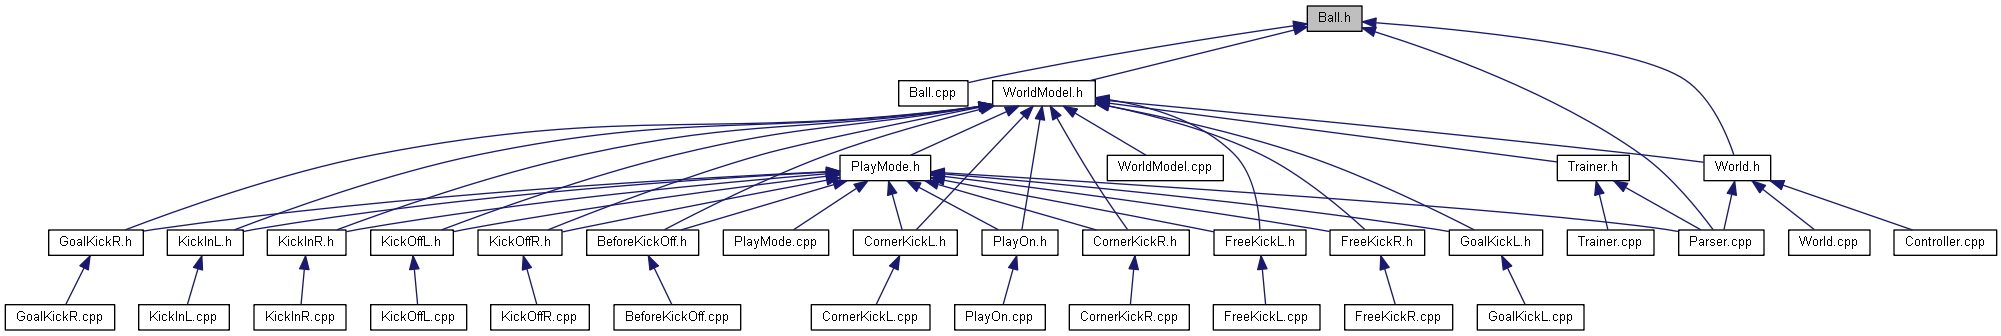 Ball.h
Ball.cpp
WorldModel.h
PlayMode.h
WorldModel.cpp
Trainer.h
World.h
GoalKickR.h
KickInL.h
KickInR.h
KickOffL.h
KickOffR.h
BeforeKickOff.h
PlayMode.cpp
CornerKickL.h
PlayOn.h
CornerKickR.h
FreeKickL.h
FreeKickR.h
GoalKickL.h
Trainer.cpp
Parser.cpp
World.cpp
Controller.cpp
GoalKickR.cpp
KickInL.cpp
KickInR.cpp
KickOffL.cpp
KickOffR.cpp
BeforeKickOff.cpp
CornerKickL.cpp
PlayOn.cpp
CornerKickR.cpp
FreeKickL.cpp
FreeKickR.cpp
GoalKickL.cpp